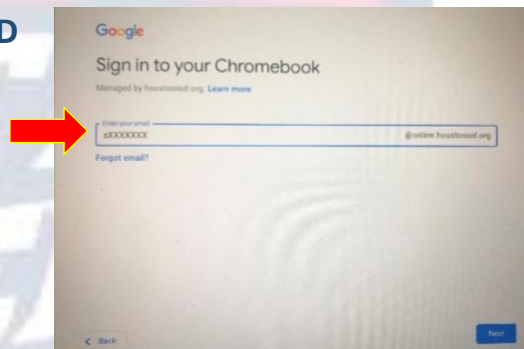 D
Google
Sign in to your Chromebook
Managed by houstonisd.org. Learn more
Enter your email
sXXXXXXX @online.houstonisd.org
Forgot email?
< Back
Next